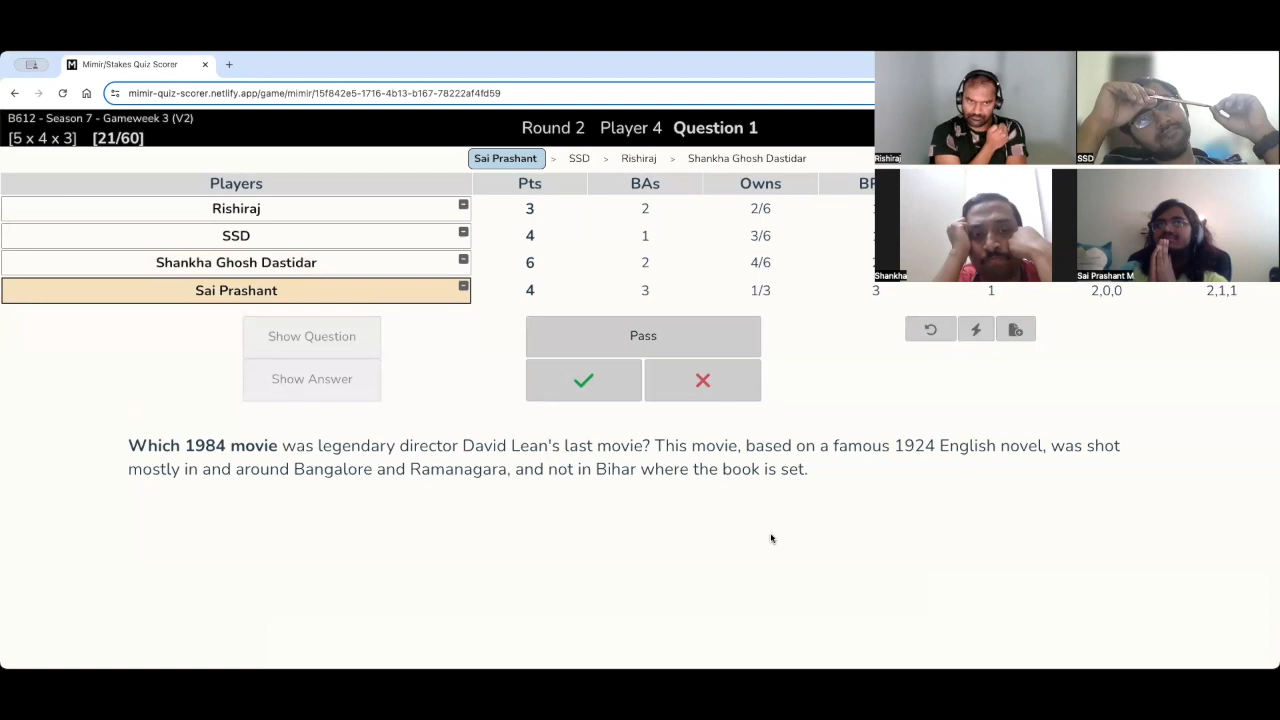 Mimir/Stakes Quiz Scorer
mimir-quiz-scorer.netlify.app/game/mimir/15f842e5-1716-4b13-b167-78222af4fd59
B612 - Season 7 - Gameweek 3 (V2)
[5 x 4 x 3] [21/60]
Round 2 Player 4 Question 1
Sai Prashant > SSD > Rishiraj > Shankha Ghosh Dastidar
Players Pts BAs Owns
Rishiraj 3 2 2/6
SSD 4 1 3/6
Shankha Ghosh Dastidar 6 2 4/6
Sai Prashant 4 3 1/3 3 1 2,0,0 2,1,1
Rishiraj
SSD
Shankha
Sai Prashant M
Show Question
Pass
Show Answer
Which 1984 movie was legendary director David Lean's last movie? This movie, based on a famous 1924 English novel, was shot
mostly in and around Bangalore and Ramanagara, and not in Bihar where the book is set.